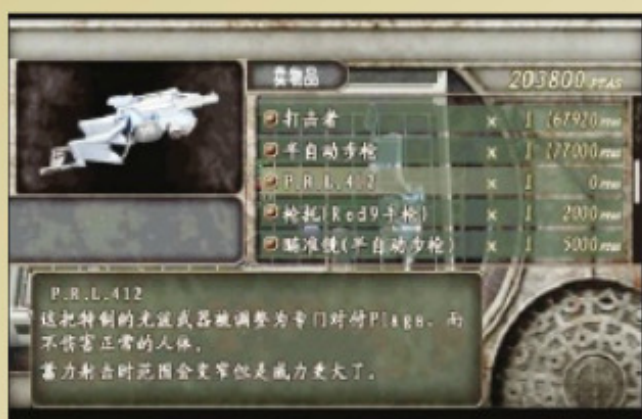 卖物品
203800 PTAS
打击者 × 1 167920 PTAS
半自动步枪 × 1 177000 PTAS
P.R.L.412 × 1 0 PTAS
枪托(Red9手枪) × 1 2000 PTAS
瞄准镜(半自动步枪) × 1 5000 PTAS
P.R.L.412
这把特制的光波武器被调整为专门对付Plaga，而
不伤害正常的人体。
蓄力射击时范围会变窄但是威力更大了。